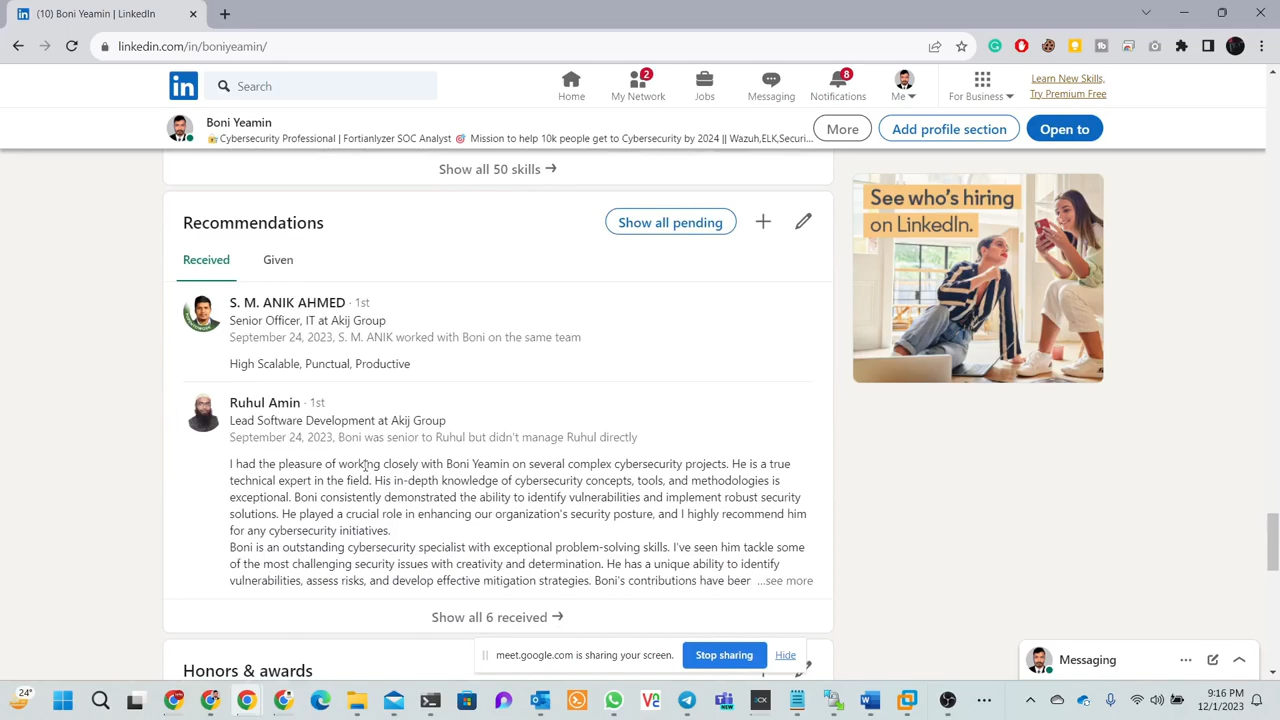 (10) Boni Yeamin | LinkedIn
linkedin.com/in/boniyeamin/
in
Search
2
8
Home
My Network
Jobs
Messaging
Notifications
Me
For Business
Learn New Skills,
Try Premium Free
Boni Yeamin
Cybersecurity Professional | Fortianlyzer SOC Analyst 🎯 Mission to help 10k people get to Cybersecurity by 2024 || Wazuh,ELK,Securi...
More
Add profile section
Open to
Show all 50 skills →
Recommendations
Show all pending
Received
Given
S. M. ANIK AHMED · 1st
Senior Officer, IT at Akij Group
September 24, 2023, S. M. ANIK worked with Boni on the same team
High Scalable, Punctual, Productive
Ruhul Amin · 1st
Lead Software Development at Akij Group
September 24, 2023, Boni was senior to Ruhul but didn't manage Ruhul directly
I had the pleasure of working closely with Boni Yeamin on several complex cybersecurity projects. He is a true
technical expert in the field. His in-depth knowledge of cybersecurity concepts, tools, and methodologies is
exceptional. Boni consistently demonstrated the ability to identify vulnerabilities and implement robust security
solutions. He played a crucial role in enhancing our organization's security posture, and I highly recommend him
for any cybersecurity initiatives.
Boni is an outstanding cybersecurity specialist with exceptional problem-solving skills. I've seen him tackle some
of the most challenging security issues with creativity and determination. He has a unique ability to identify
vulnerabilities, assess risks, and develop effective mitigation strategies. Boni's contributions have beer ...see more
Show all 6 received →
Honors & awards
See who's hiring
on LinkedIn.
meet.google.com is sharing your screen.
Stop sharing
Hide
Messaging
24°
9:16 PM
12/1/2023